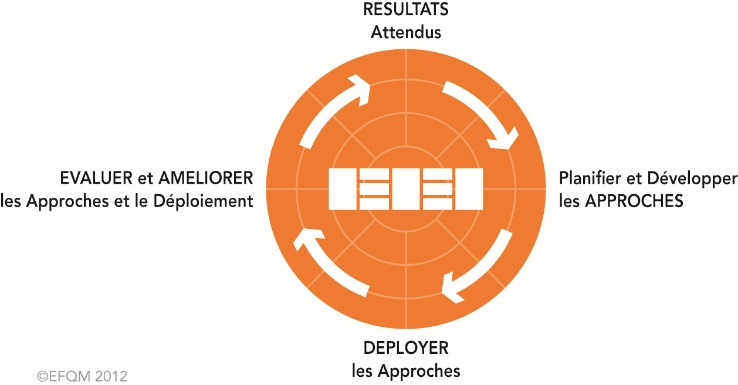 RESULTATS
Attendus
EVALUER et AMELIORER
les Approches et le Déploiement
Planifier et Développer
les APPROCHES
DEPLOYER
les Approches
©EFQM 2012